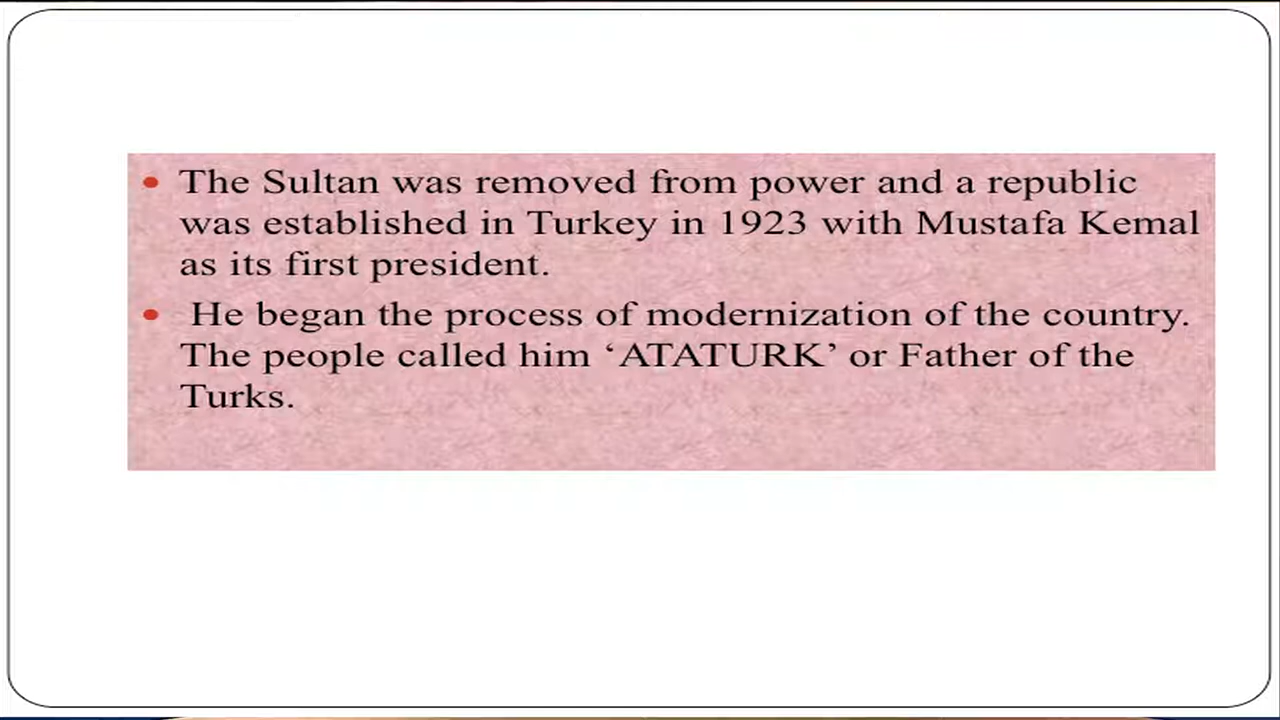 • The Sultan was removed from power and a republic
was established in Turkey in 1923 with Mustafa Kemal
as its first president.
• He began the process of modernization of the country.
The people called him ‘ATATURK’ or Father of the
Turks.